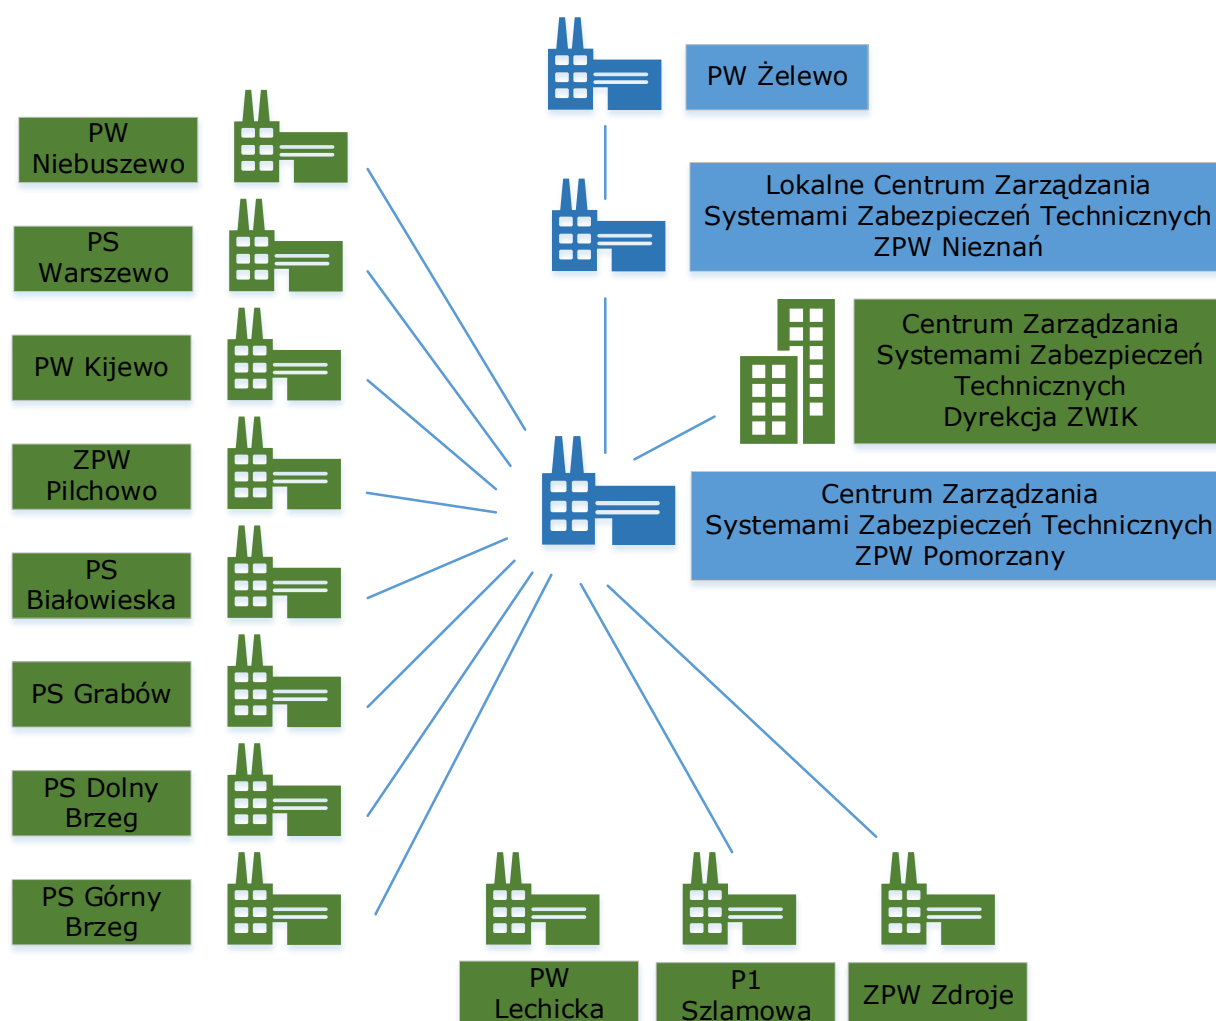 PW Żelewo
PW
Niebuszewo
Lokalne Centrum Zarządzania
Systemami Zabezpieczeń Technicznych
ZPW Nieznań
PS
Warszewo
Centrum Zarządzania
Systemami Zabezpieczeń
Technicznych
Dyrekcja ZWIK
PW Kijewo
ZPW
Pilchowo
Centrum Zarządzania
Systemami Zabezpieczeń Technicznych
ZPW Pomorzany
PS
Białowieska
PS Grabów
PS Dolny
Brzeg
PS Górny
Brzeg
PW
Lechicka
P1
Szlamowa
ZPW Zdroje